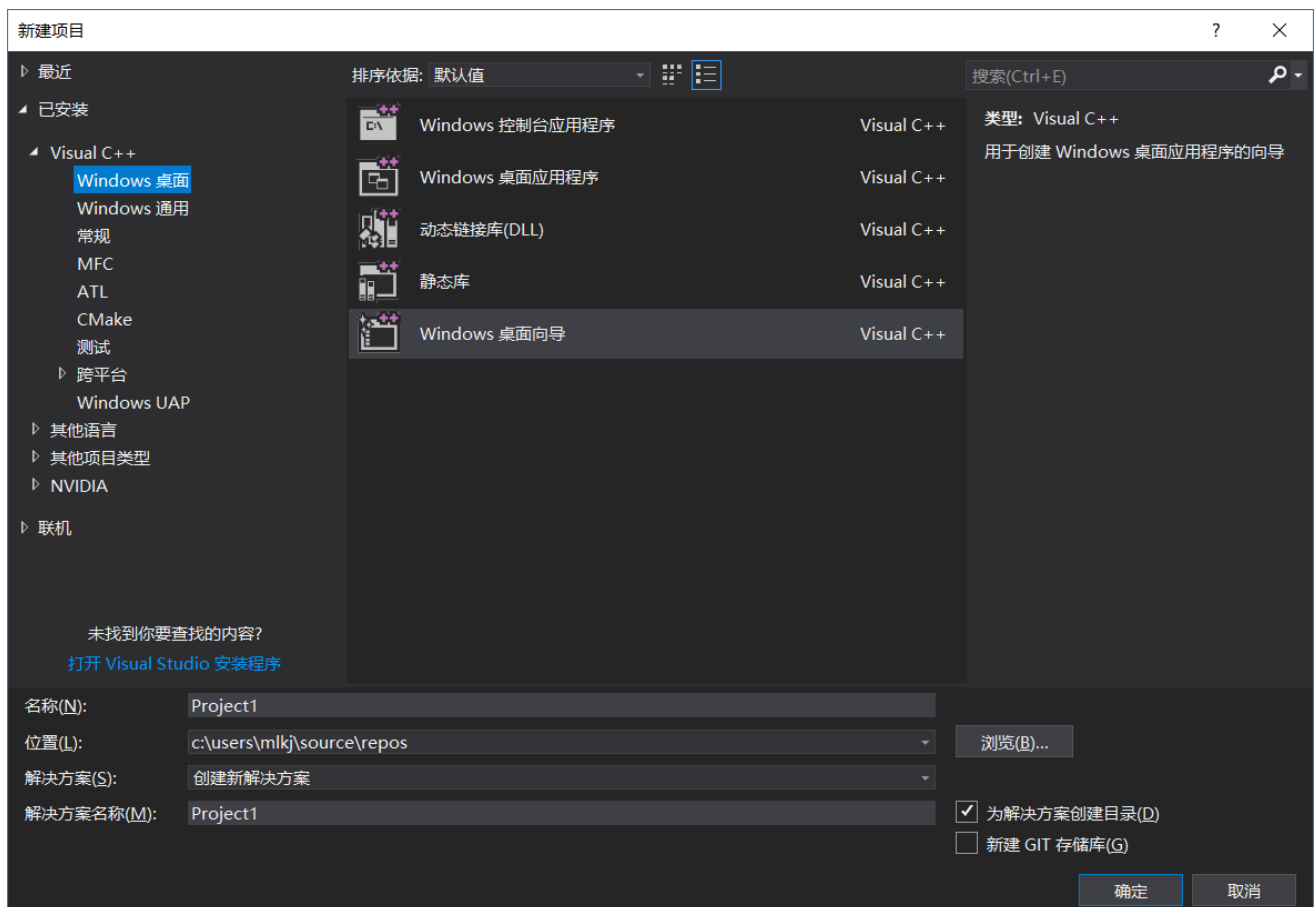 新建项目
?
最近
已安装
Visual C++
Windows 桌面
Windows 通用
常规
MFC
ATL
CMake
测试
跨平台
Windows UAP
其他语言
其他项目类型
NVIDIA
联机
未找到你要查找的内容?
打开 Visual Studio 安装程序
排序依据: 默认值
C:\
Windows 控制台应用程序 Visual C++
Windows 桌面应用程序 Visual C++
动态链接库(DLL) Visual C++
静态库 Visual C++
Windows 桌面向导 Visual C++
搜索(Ctrl+E)
类型: Visual C++
用于创建 Windows 桌面应用程序的向导
名称(N): Project1
位置(L): c:\users\mlkj\source\repos 浏览(B)...
解决方案(S): 创建新解决方案
解决方案名称(M): Project1 为解决方案创建目录(D)
新建 GIT 存储库(G)
确定 取消